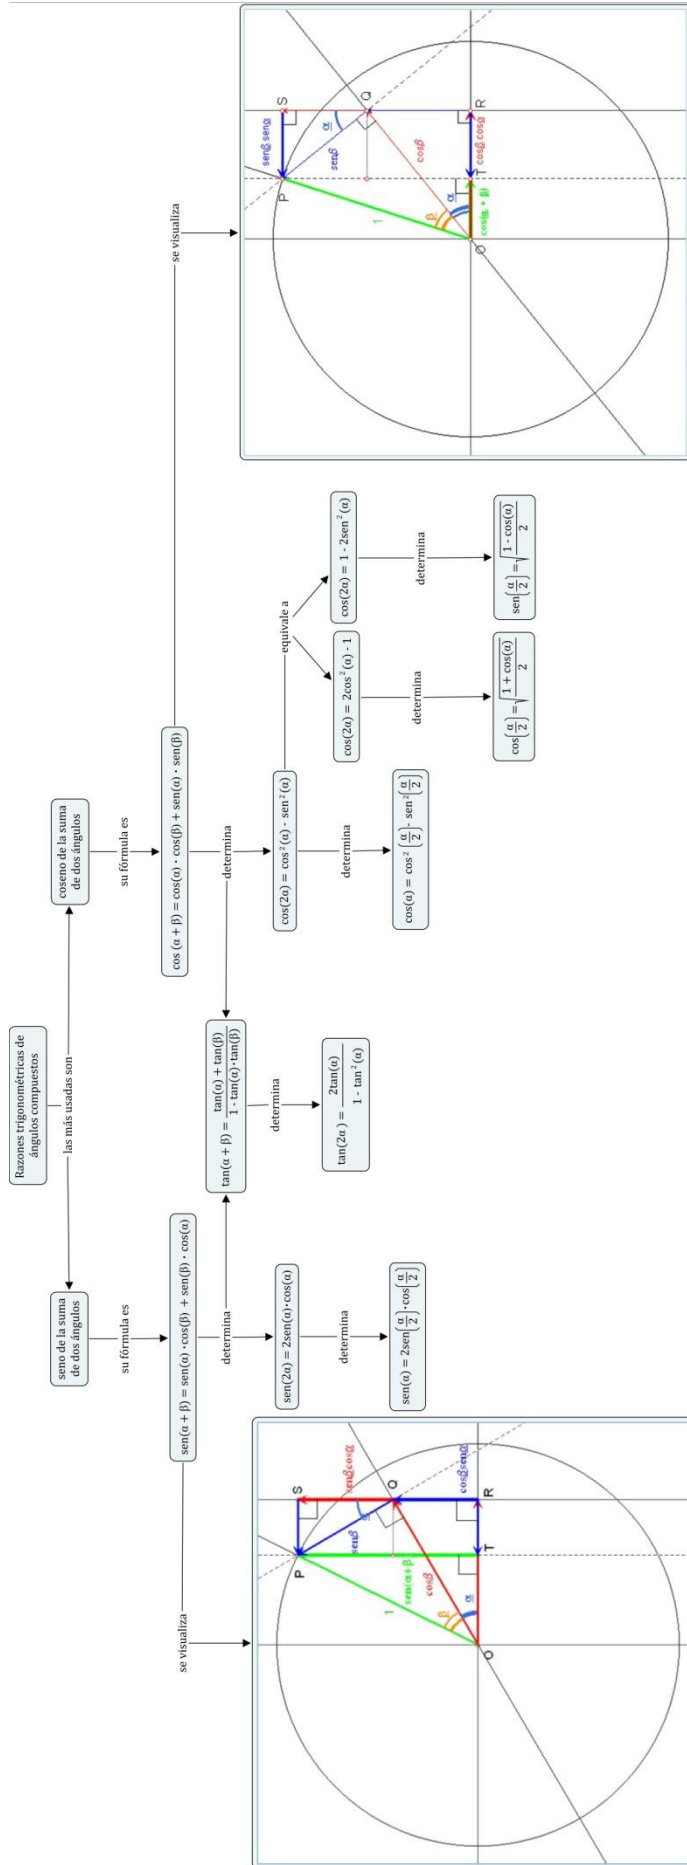 Razones trigonométricas de
ángulos compuestos
las más usadas son
seno de la suma
de dos ángulos
coseno de la suma
de dos ángulos
su fórmula es
su fórmula es
sen(α + β) = sen(α) · cos(β) + sen(β) · cos(α)
cos (α + β) = cos(α) · cos(β) + sen(α) · sen(β)
se visualiza
determina
determina
se visualiza
tan(α + β) = (tan(α) + tan(β)) / (1 - tan(α)·tan(β))
sen(2α) = 2sen(α)·cos(α)
cos(2α) = cos²(α) - sen²(α)
equivale a
determina
determina
determina
cos(2α) = 2cos²(α) - 1
cos(2α) = 1 - 2sen²(α)
tan(2α) = 2tan(α) / (1 - tan²(α))
sen(α) = 2sen(α/2)·cos(α/2)
cos(α) = cos²(α/2) - sen²(α/2)
determina
determina
cos(α/2) = √((1 + cos(α)) / 2)
sen(α/2) = √((1 - cos(α)) / 2)
P
S
senβ
α
senβcosα
1
sen(α+β)
Q
cosβ
β
α
cosβsenα
O
T
R
senβ.senα
P
S
α
senβ
Q
1
cosβ
β
α
O
T
R
cos(α + β)
cosβ.cosα